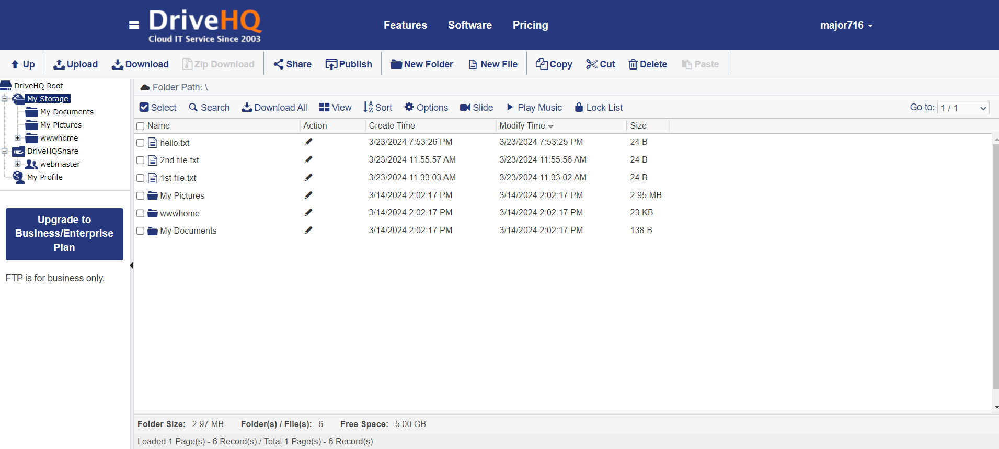 DriveHQ
Cloud IT Service Since 2003
Features Software Pricing
major716
Up Upload Download Zip Download Share Publish New Folder New File Copy Cut Delete Paste
DriveHQ Root
My Storage
My Documents
My Pictures
wwwhome
DriveHQShare
webmaster
My Profile
Upgrade to
Business/Enterprise
Plan
FTP is for business only.
Folder Path: \
Select Search Download All View Sort Options Slide Play Music Lock List Go to: 1 / 1
Name Action Create Time Modify Time Size
hello.txt 3/23/2024 7:53:26 PM 3/23/2024 7:53:25 PM 24 B
2nd file.txt 3/23/2024 11:55:57 AM 3/23/2024 11:55:56 AM 24 B
1st file.txt 3/23/2024 11:33:03 AM 3/23/2024 11:33:02 AM 24 B
My Pictures 3/14/2024 2:02:17 PM 3/14/2024 2:02:17 PM 2.95 MB
wwwhome 3/14/2024 2:02:17 PM 3/14/2024 2:02:17 PM 23 KB
My Documents 3/14/2024 2:02:17 PM 3/14/2024 2:02:17 PM 138 B
Folder Size: 2.97 MB Folder(s) / File(s): 6 Free Space: 5.00 GB
Loaded:1 Page(s) - 6 Record(s) / Total:1 Page(s) - 6 Record(s)